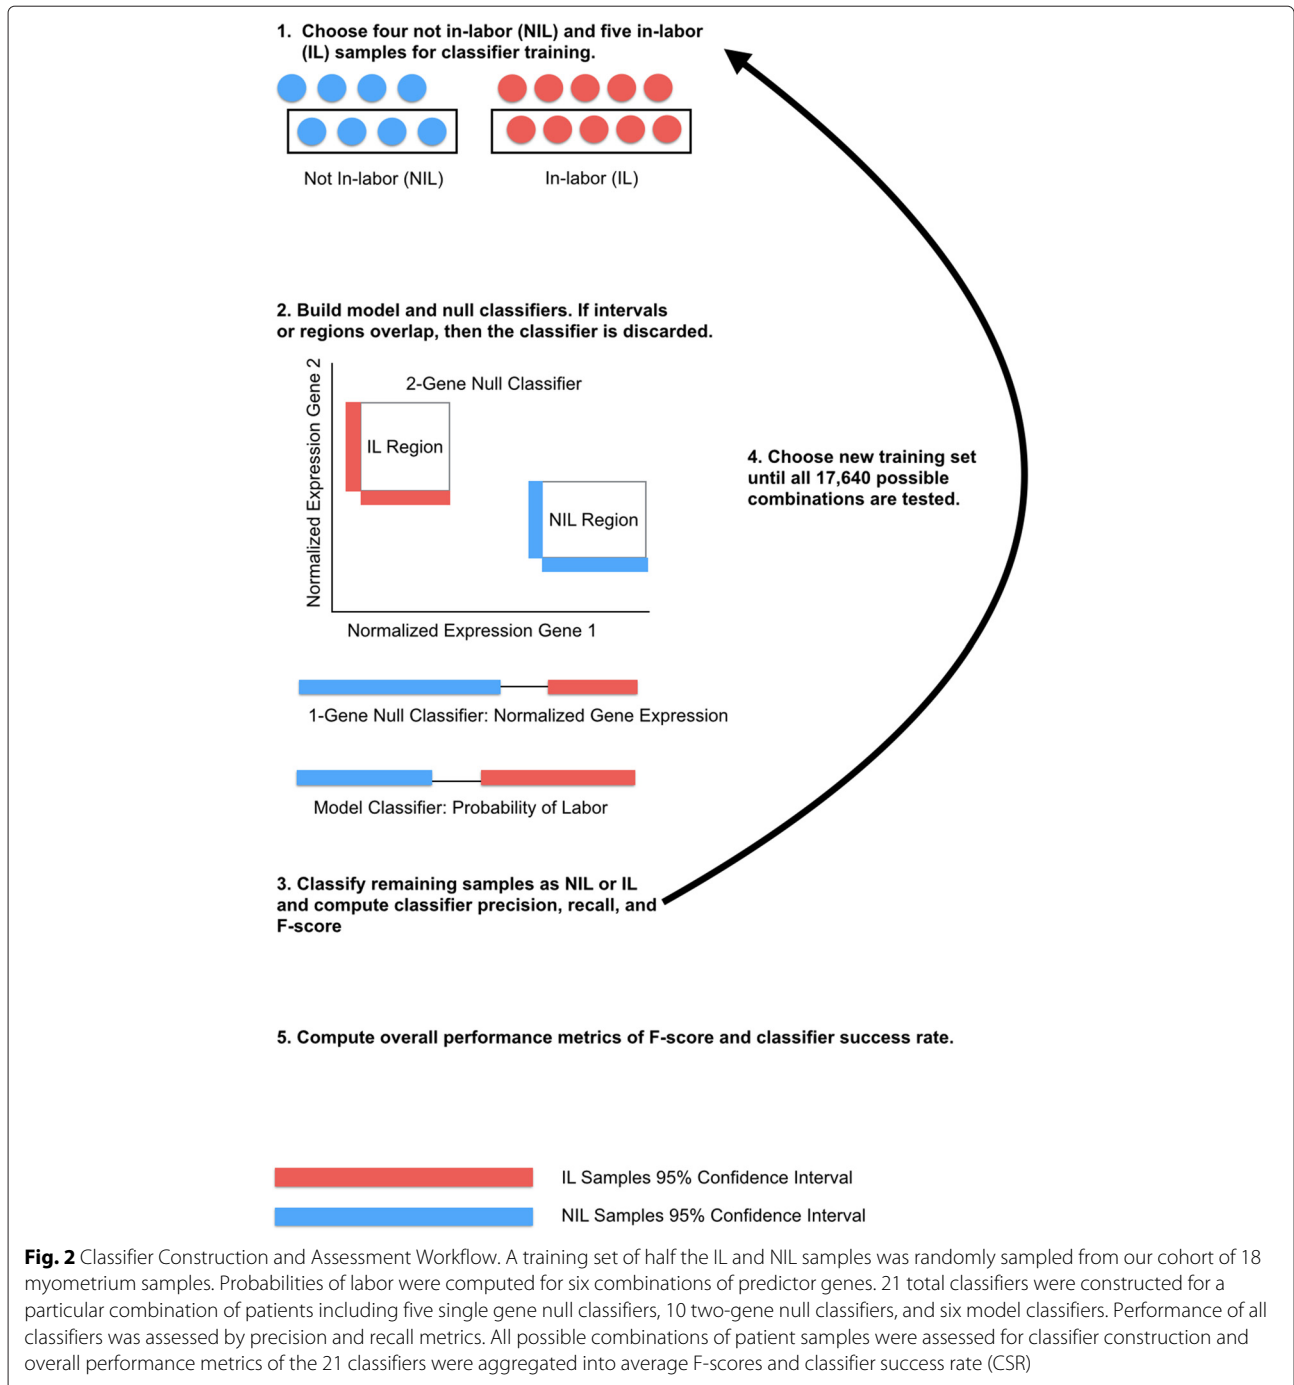 1. Choose four not in-labor (NIL) and five in-labor
(IL) samples for classifier training.
Not In-labor (NIL)
In-labor (IL)
2. Build model and null classifiers. If intervals
or regions overlap, then the classifier is discarded.
Normalized Expression Gene 2
2-Gene Null Classifier
IL Region
NIL Region
Normalized Expression Gene 1
4. Choose new training set
until all 17,640 possible
combinations are tested.
1-Gene Null Classifier: Normalized Gene Expression
Model Classifier: Probability of Labor
3. Classify remaining samples as NIL or IL
and compute classifier precision, recall, and
F-score
5. Compute overall performance metrics of F-score and classifier success rate.
IL Samples 95% Confidence Interval
NIL Samples 95% Confidence Interval
Fig. 2 Classifier Construction and Assessment Workflow. A training set of half the IL and NIL samples was randomly sampled from our cohort of 18
myometrium samples. Probabilities of labor were computed for six combinations of predictor genes. 21 total classifiers were constructed for a
particular combination of patients including five single gene null classifiers, 10 two-gene null classifiers, and six model classifiers. Performance of all
classifiers was assessed by precision and recall metrics. All possible combinations of patient samples were assessed for classifier construction and
overall performance metrics of the 21 classifiers were aggregated into average F-scores and classifier success rate (CSR)